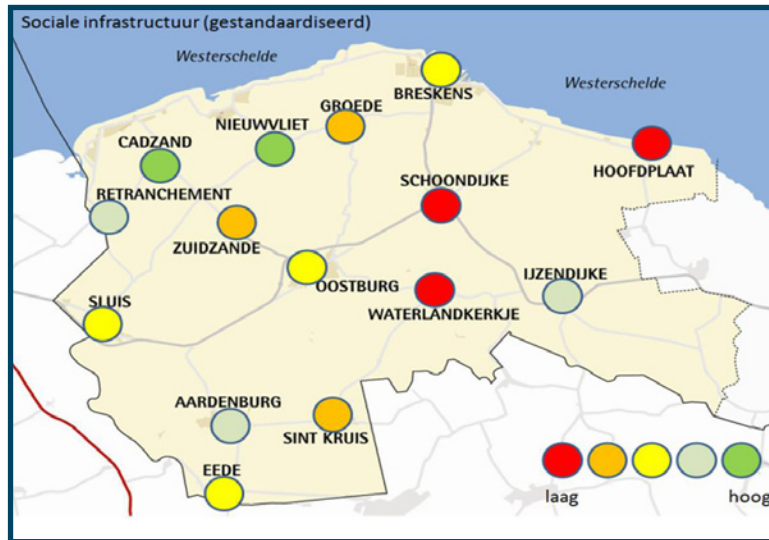 Sociale infrastructuur (gestandaardiseerd)
Westerschelde
BRESKENS
Westerschelde
GROEDE
NIEUWVLIET
CADZAND
HOOFDPLAAT
SCHOONDIJKE
RETRANCHEMENT
ZUIDZANDE
IJZENDIJKE
OOSTBURG
SLUIS
WATERLANDKERKJE
AARDENBURG
SINT KRUIS
EEDE
laag
hoog